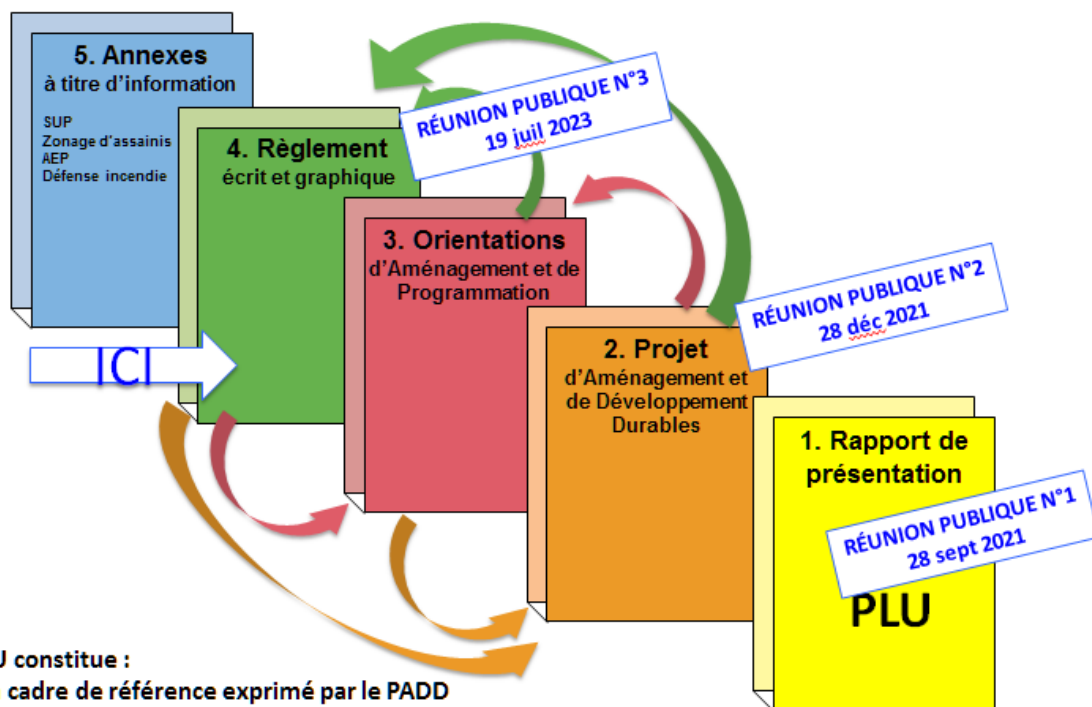 5. Annexes
à titre d'information
SUP
Zonage d'assainis
AEP
Défense incendie
4. Règlement
écrit et graphique
RÉUNION PUBLIQUE N°3
19 juil 2023
3. Orientations
d'Aménagement et de
Programmation
RÉUNION PUBLIQUE N°2
28 déc 2021
ICI
2. Projet
d'Aménagement et
de Développement
Durables
1. Rapport de
présentation
RÉUNION PUBLIQUE N°1
28 sept 2021
PLU
U constitue :
cadre de référence exprimé par le PADD